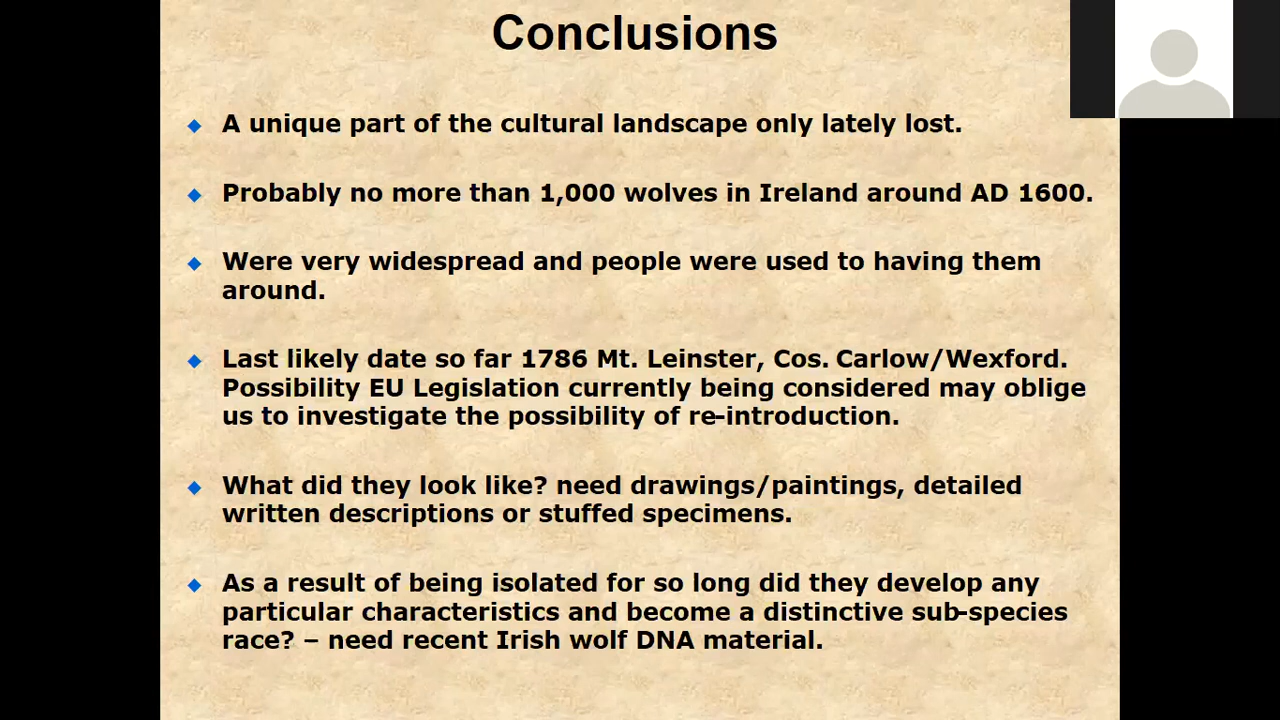 Conclusions
A unique part of the cultural landscape only lately lost.
Probably no more than 1,000 wolves in Ireland around AD 1600.
Were very widespread and people were used to having them
around.
Last likely date so far 1786 Mt. Leinster, Cos. Carlow/Wexford.
Possibility EU Legislation currently being considered may oblige
us to investigate the possibility of re-introduction.
What did they look like? need drawings/paintings, detailed
written descriptions or stuffed specimens.
As a result of being isolated for so long did they develop any
particular characteristics and become a distinctive sub-species
race? – need recent Irish wolf DNA material.